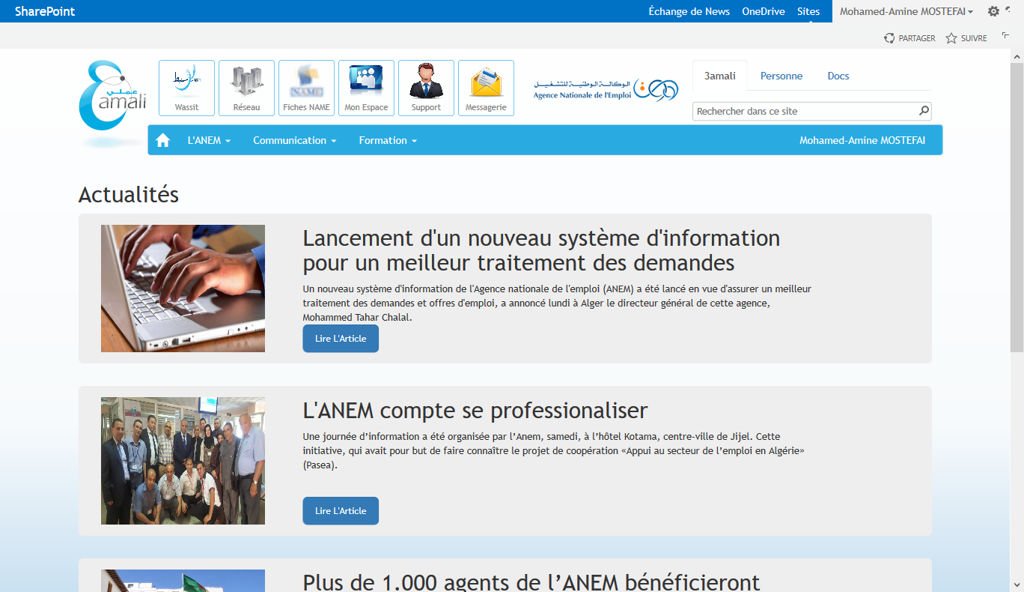 SharePoint
Échange de News
OneDrive
Sites
Mohamed-Amine MOSTEFAI
PARTAGER
SUIVRE
عملي
amali
Wassit
Réseau
NAME
Fiches NAME
Mon Espace
Support
Messagerie
الوكالة الوطنية للتشغيل
Agence Nationale de l'Emploi
3amali
Personne
Docs
Rechercher dans ce site
L'ANEM
Communication
Formation
Mohamed-Amine MOSTEFAI
Actualités
Lancement d'un nouveau système d'information
pour un meilleur traitement des demandes
Un nouveau système d'information de l'Agence nationale de l'emploi (ANEM) a été lancé en vue d'assurer un meilleur
traitement des demandes et offres d'emploi, a annoncé lundi à Alger le directeur général de cette agence,
Mohammed Tahar Chalal.
Lire L'Article
L'ANEM compte se professionaliser
Une journée d’information a été organisée par l’Anem, samedi, à l’hôtel Kotama, centre-ville de Jijel. Cette
initiative, qui avait pour but de faire connaître le projet de coopération «Appui au secteur de l’emploi en Algérie»
(Pasea).
Lire L'Article
Plus de 1.000 agents de l’ANEM bénéficieront